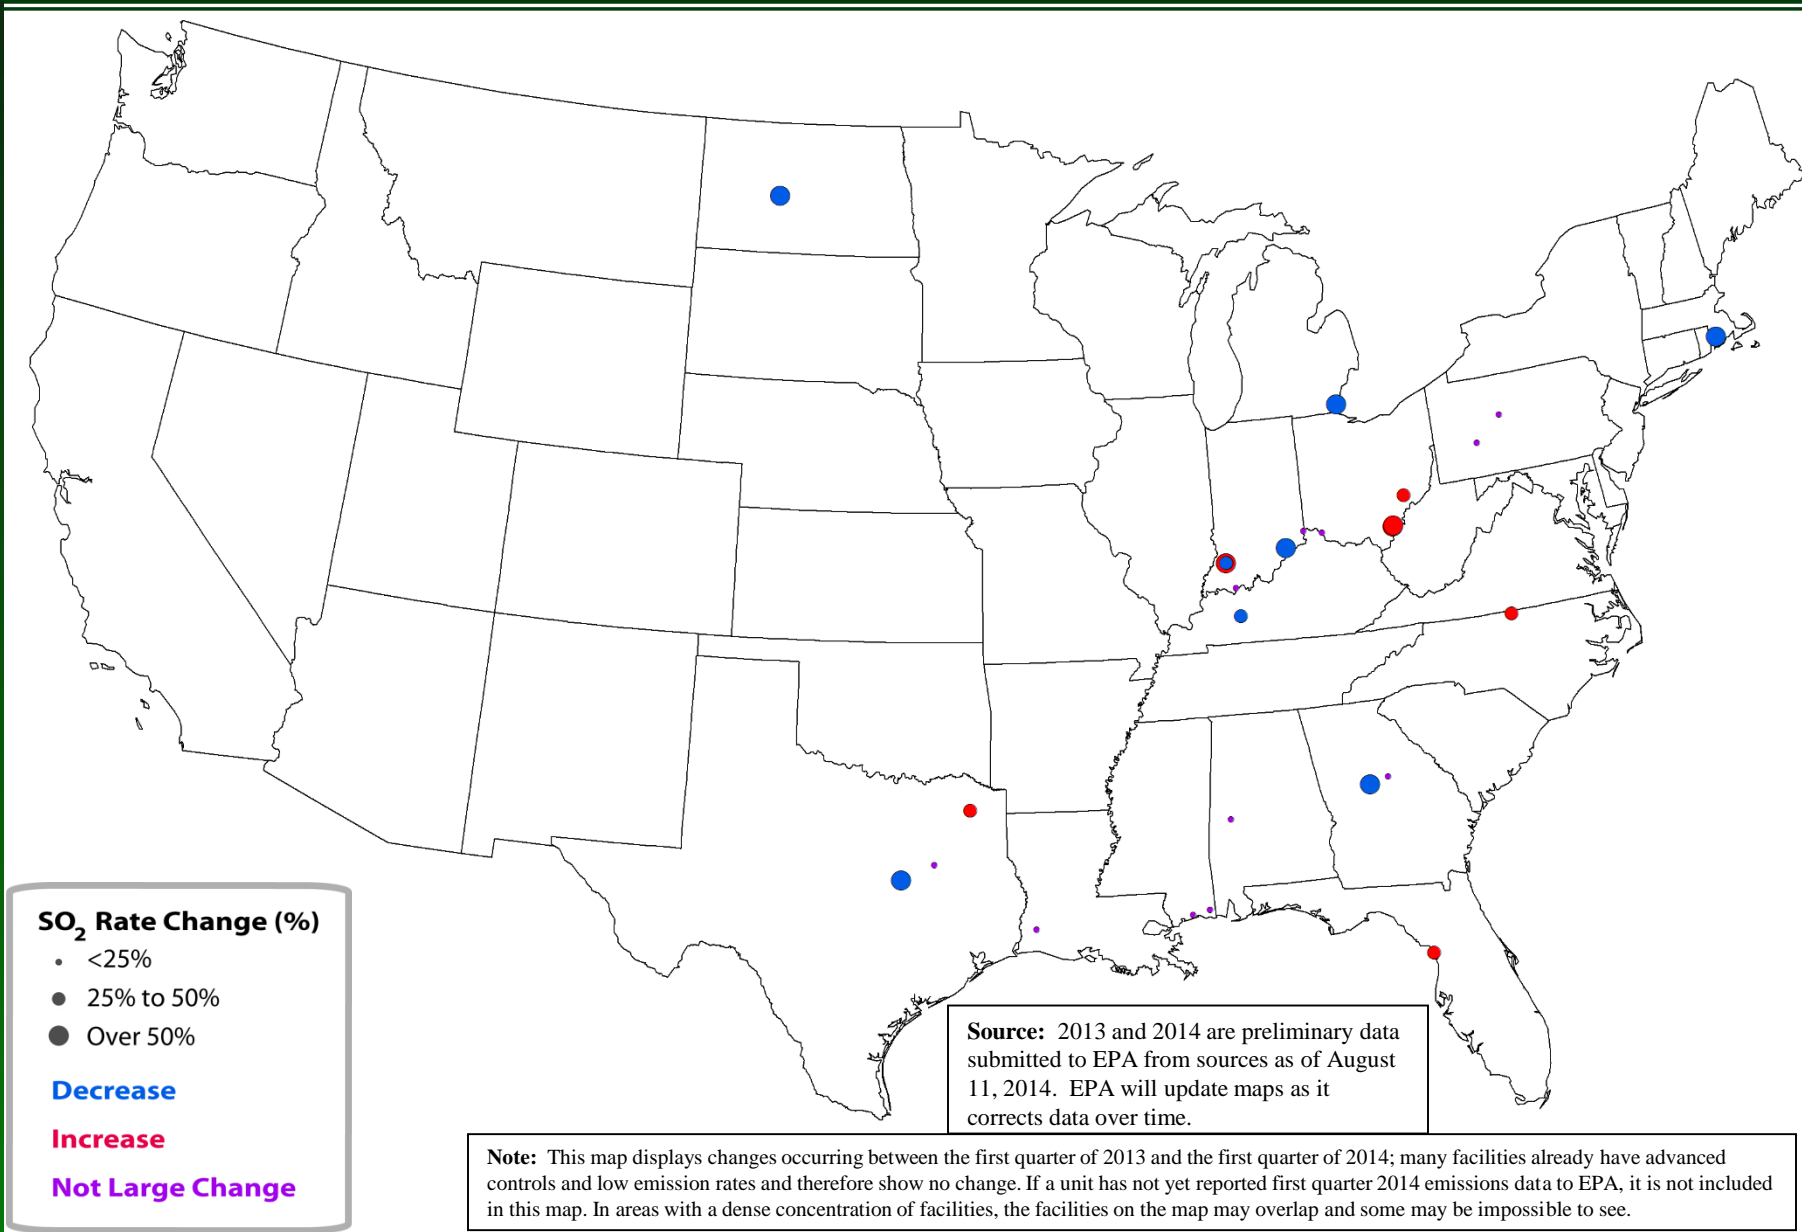 SO2 Rate Change (%)
<25%
25% to 50%
Over 50%
Decrease
Increase
Not Large Change
Source: 2013 and 2014 are preliminary data
submitted to EPA from sources as of August
11, 2014. EPA will update maps as it
corrects data over time.
Note: This map displays changes occurring between the first quarter of 2013 and the first quarter of 2014; many facilities already have advanced
controls and low emission rates and therefore show no change. If a unit has not yet reported first quarter 2014 emissions data to EPA, it is not included
in this map. In areas with a dense concentration of facilities, the facilities on the map may overlap and some may be impossible to see.